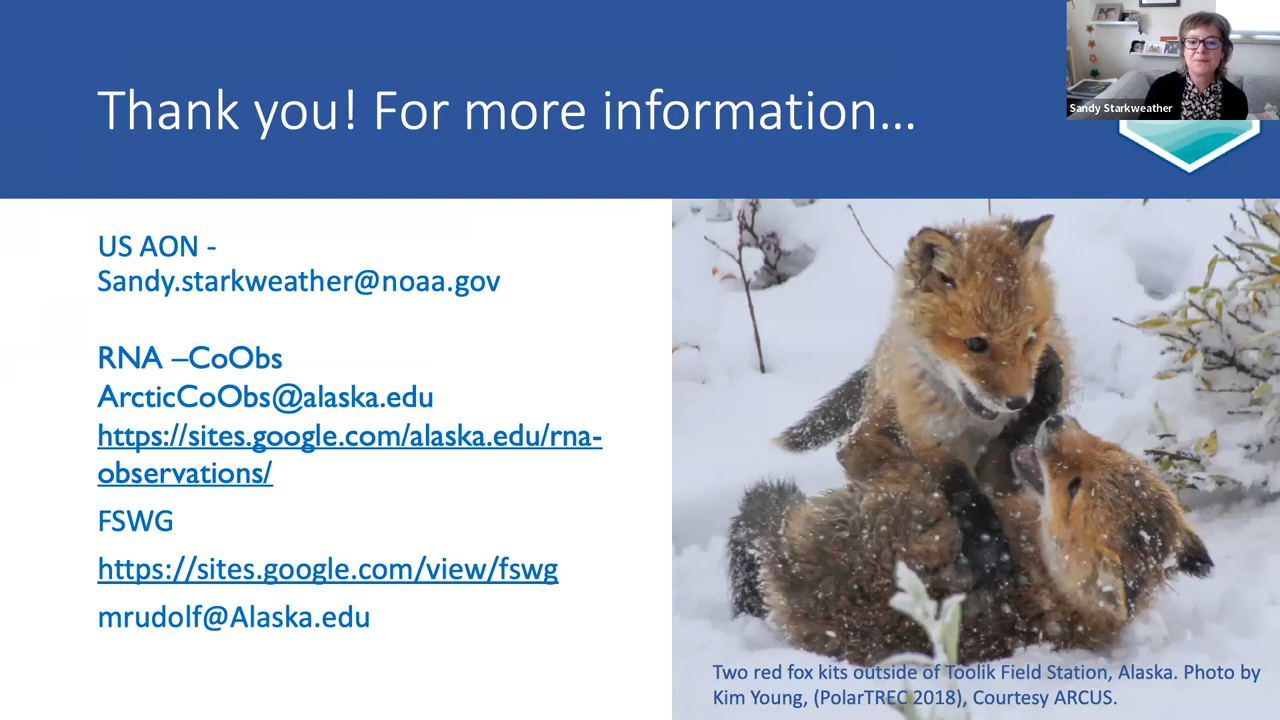 Thank you! For more information...
Sandy Starkweather
US AON -
Sandy.starkweather@noaa.gov
RNA –CoObs
ArcticCoObs@alaska.edu
https://sites.google.com/alaska.edu/rna-
observations/
FSWG
https://sites.google.com/view/fswg
mrudolf@Alaska.edu
Two red fox kits outside of Toolik Field Station, Alaska. Photo by
Kim Young, (PolarTREC 2018), Courtesy ARCUS.